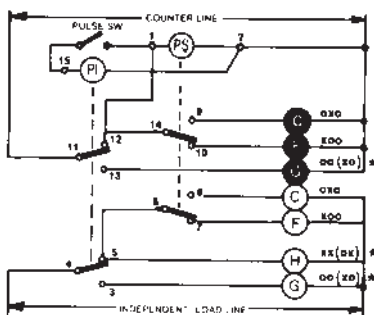 COUNTER LINE
PULSE SW
1
PS
7
15
PI
9
C
OXO
12
14
11
10
F
XOO
13
OO(XO) *
6
C
OXO
8
7
F
XOO
5
4
H
XX(OX) *
3
G
OO(XO) *
INDEPENDENT LOAD LINE